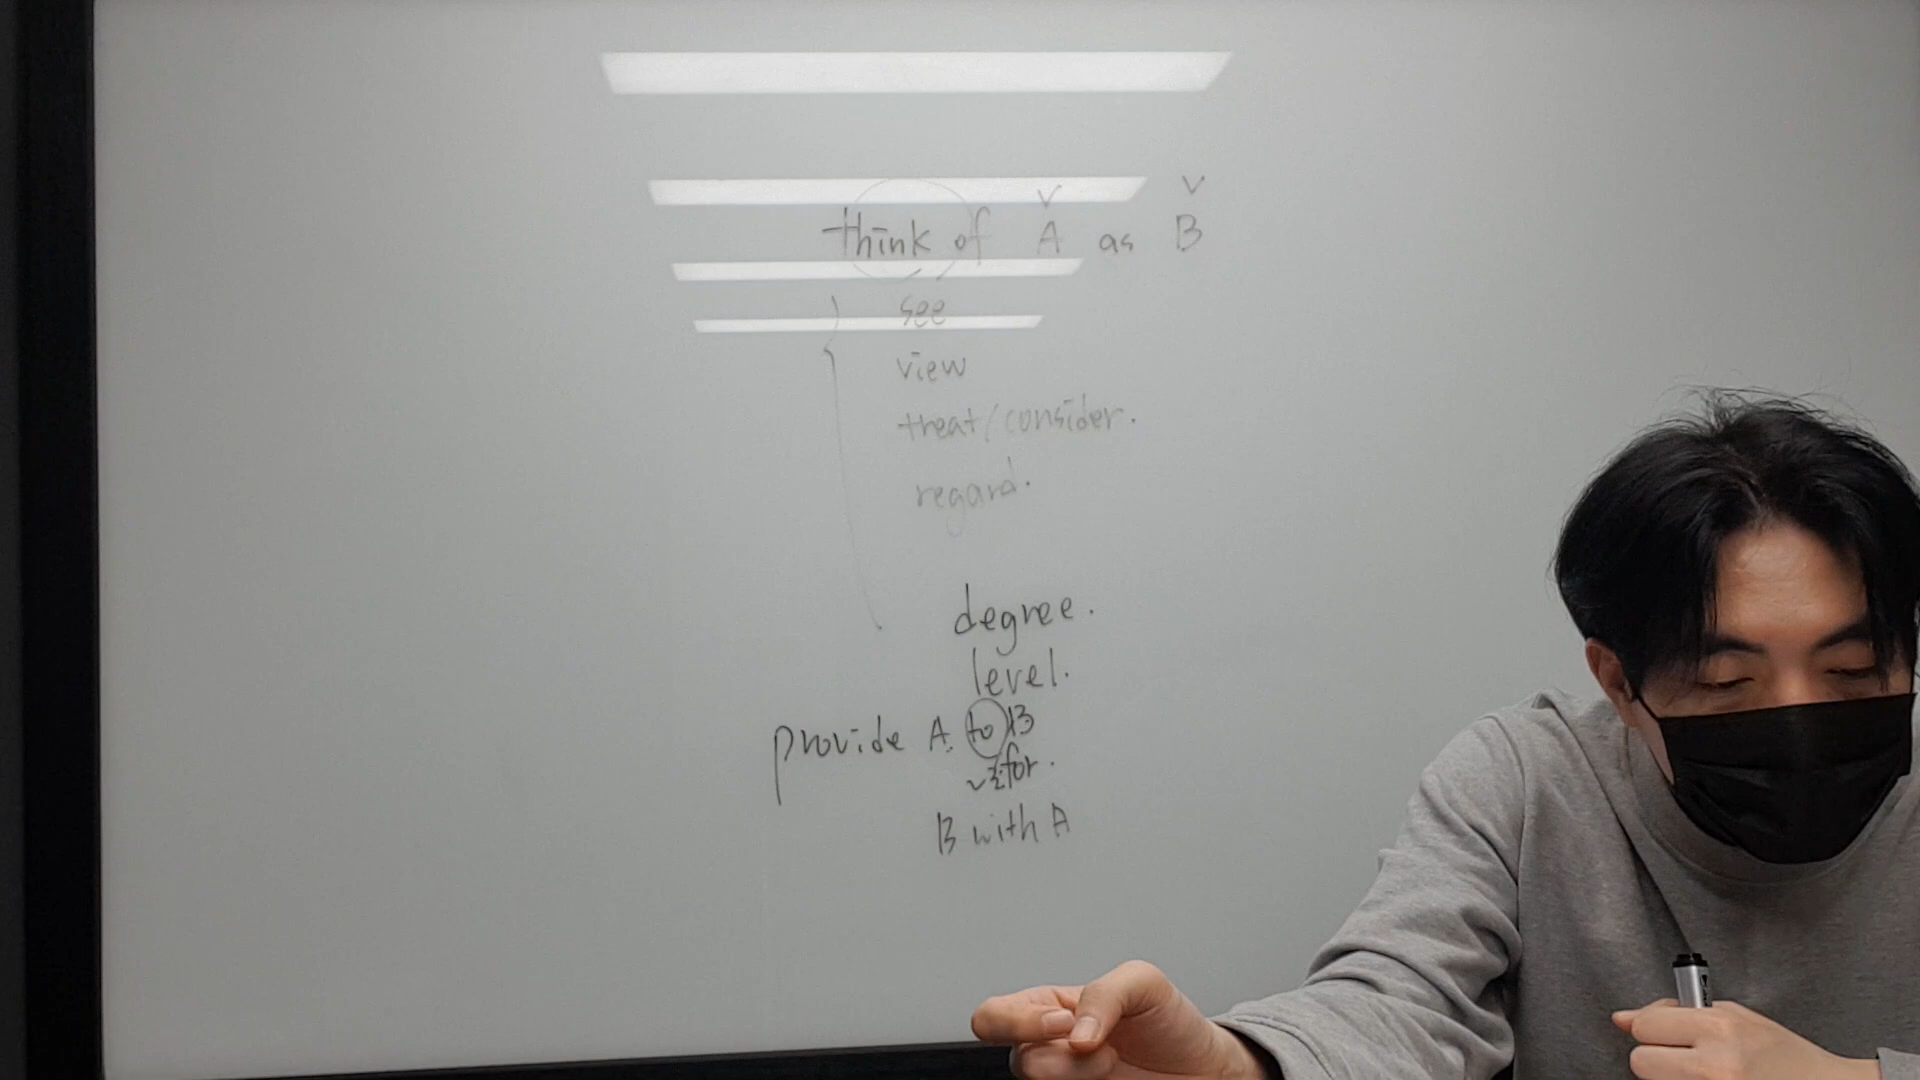 think of A as B
see
view
treat/consider.
regard.
degree.
level.
provide A to B
for.
B with A